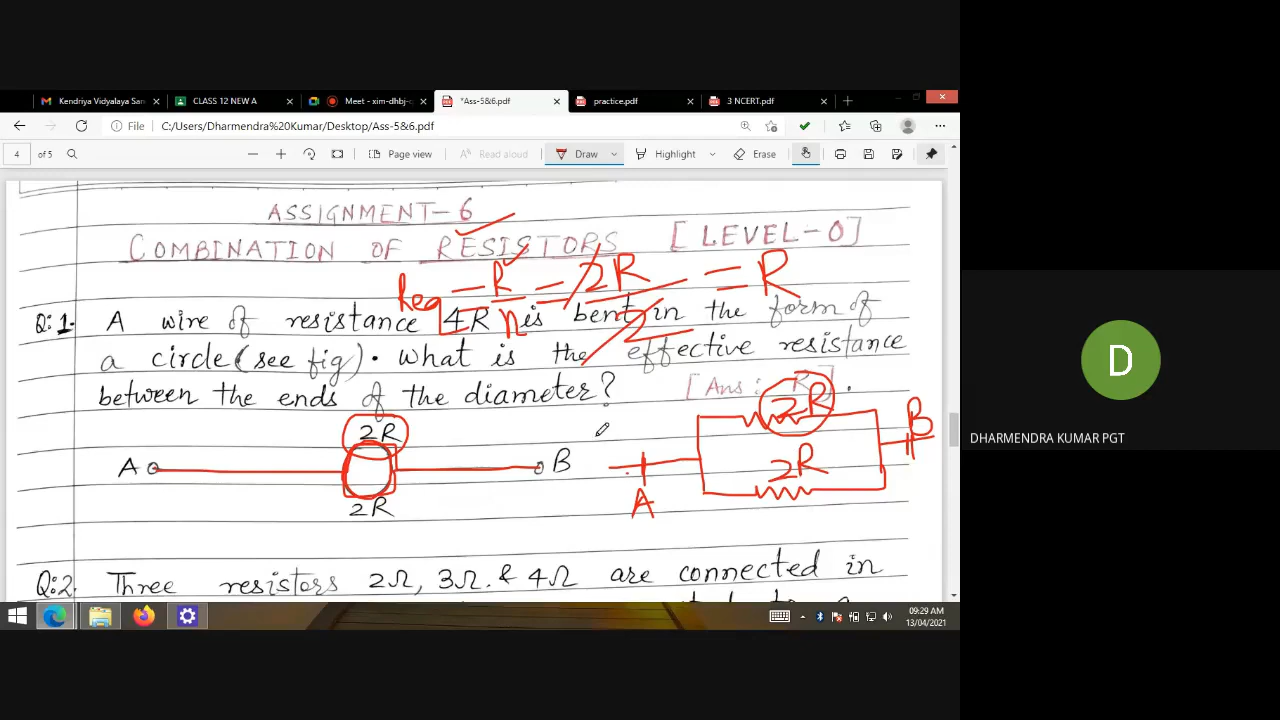 Kendriya Vidyalaya San
CLASS 12 NEW A
Meet - xim-dhbj-c
*Ass-5&6.pdf
practice.pdf
3 NCERT.pdf
File C:/Users/Dharmendra%20Kumar/Desktop/Ass-5&6.pdf
4 of 5
Page view
Read aloud
Draw
Highlight
Erase
ASSIGNMENT-6
COMBINATION OF RESISTORS [LEVEL-0]
Req = R/n = 2R/2 = R
Q:1. A wire of resistance 4R is bent in the form of
a circle (see fig). What is the effective resistance
between the ends of the diameter? [Ans: R].
2R
A
B
2R
2R
2R
A
B
Q:2. Three resistors 2Ω, 3Ω & 4Ω are connected in
09:29 AM
13/04/2021
D
DHARMENDRA KUMAR PGT